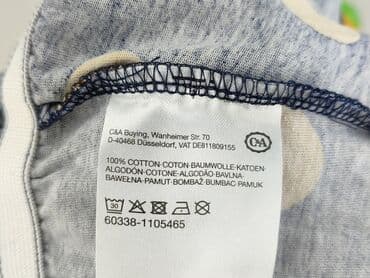 C&A Buying, Wanheimer Str. 70
D-40468 Düsseldorf, VAT DE811809155
C&A
100% COTTON-COTON-BAUMWOLLE-KATOEN-
ALGODÓN-COTONE-ALGODÃO-BAVLNA-
BAWEŁNA-PAMUT-BOMBAŽ-BUMBAC PAMUK
30
60338-1105465